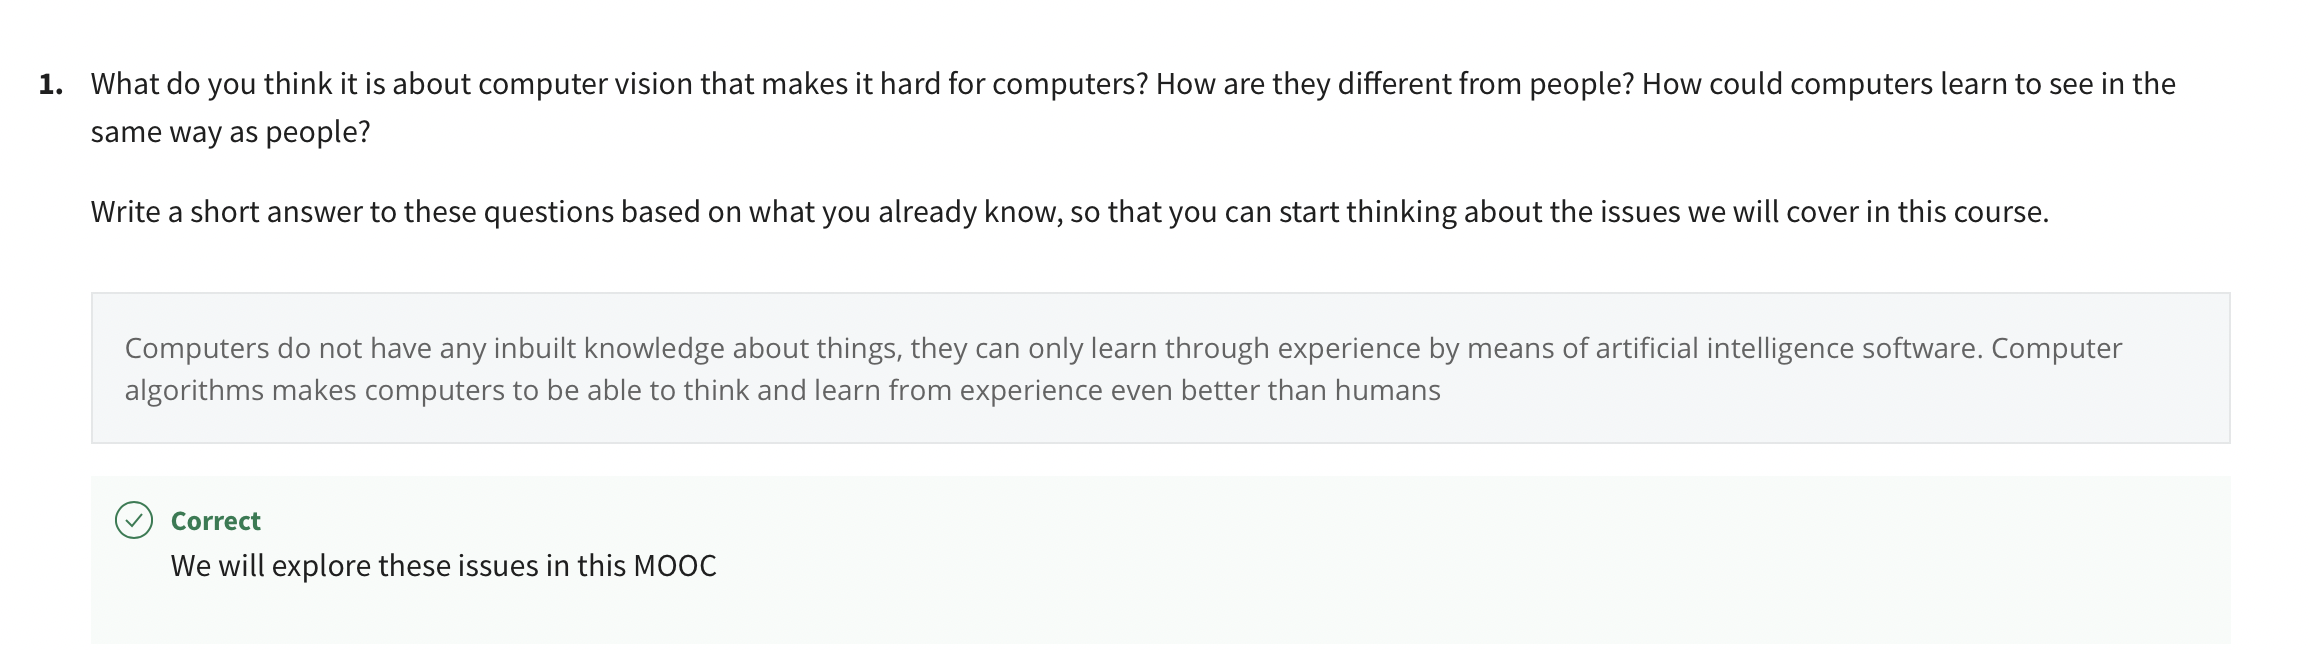 1. What do you think it is about computer vision that makes it hard for computers? How are they different from people? How could computers learn to see in the
same way as people?
Write a short answer to these questions based on what you already know, so that you can start thinking about the issues we will cover in this course.
Computers do not have any inbuilt knowledge about things, they can only learn through experience by means of artificial intelligence software. Computer
algorithms makes computers to be able to think and learn from experience even better than humans
Correct
We will explore these issues in this MOOC